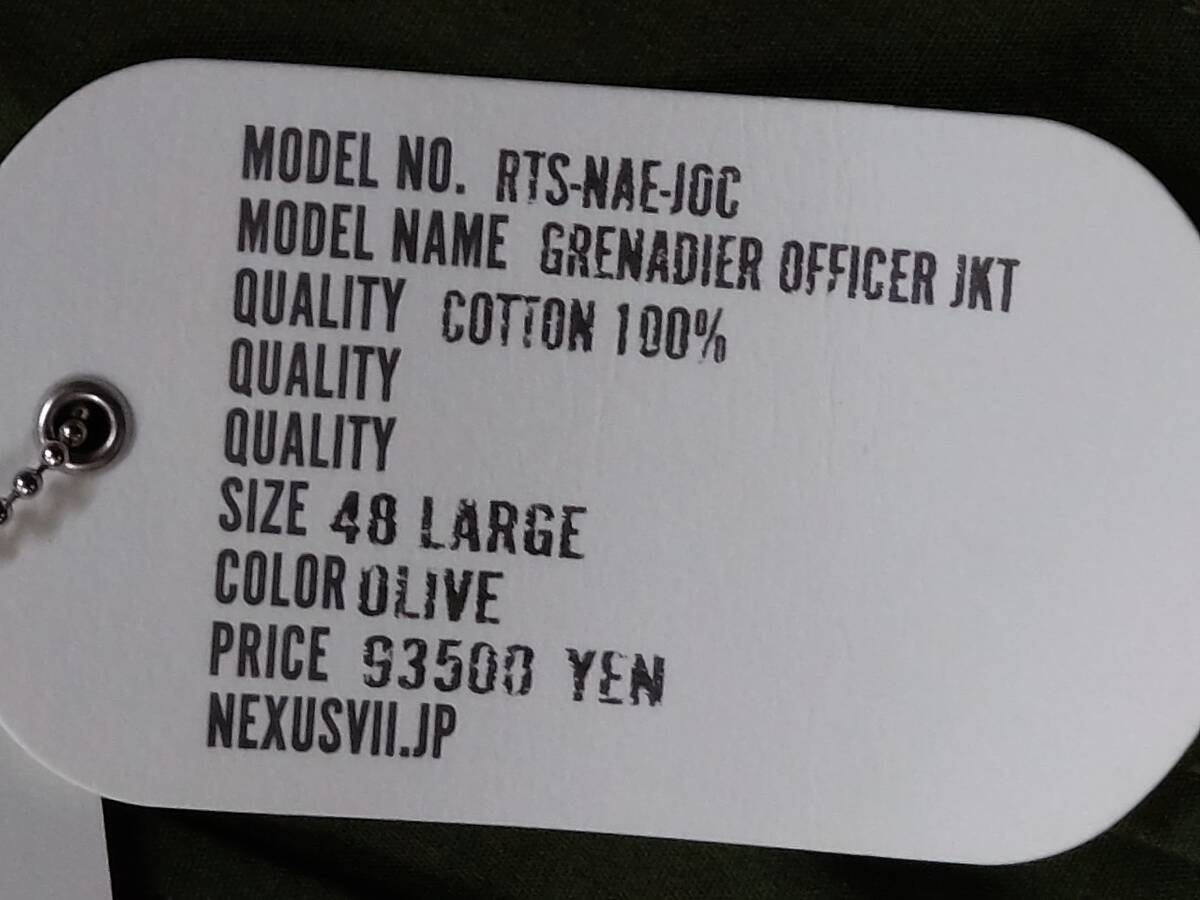 MODEL NO. RTS-NAE-JOC
MODEL NAME GRENADIER OFFICER JKT
QUALITY COTTON 100%
QUALITY
QUALITY
SIZE 48 LARGE
COLOR OLIVE
PRICE 93500 YEN
NEXUSVII.JP